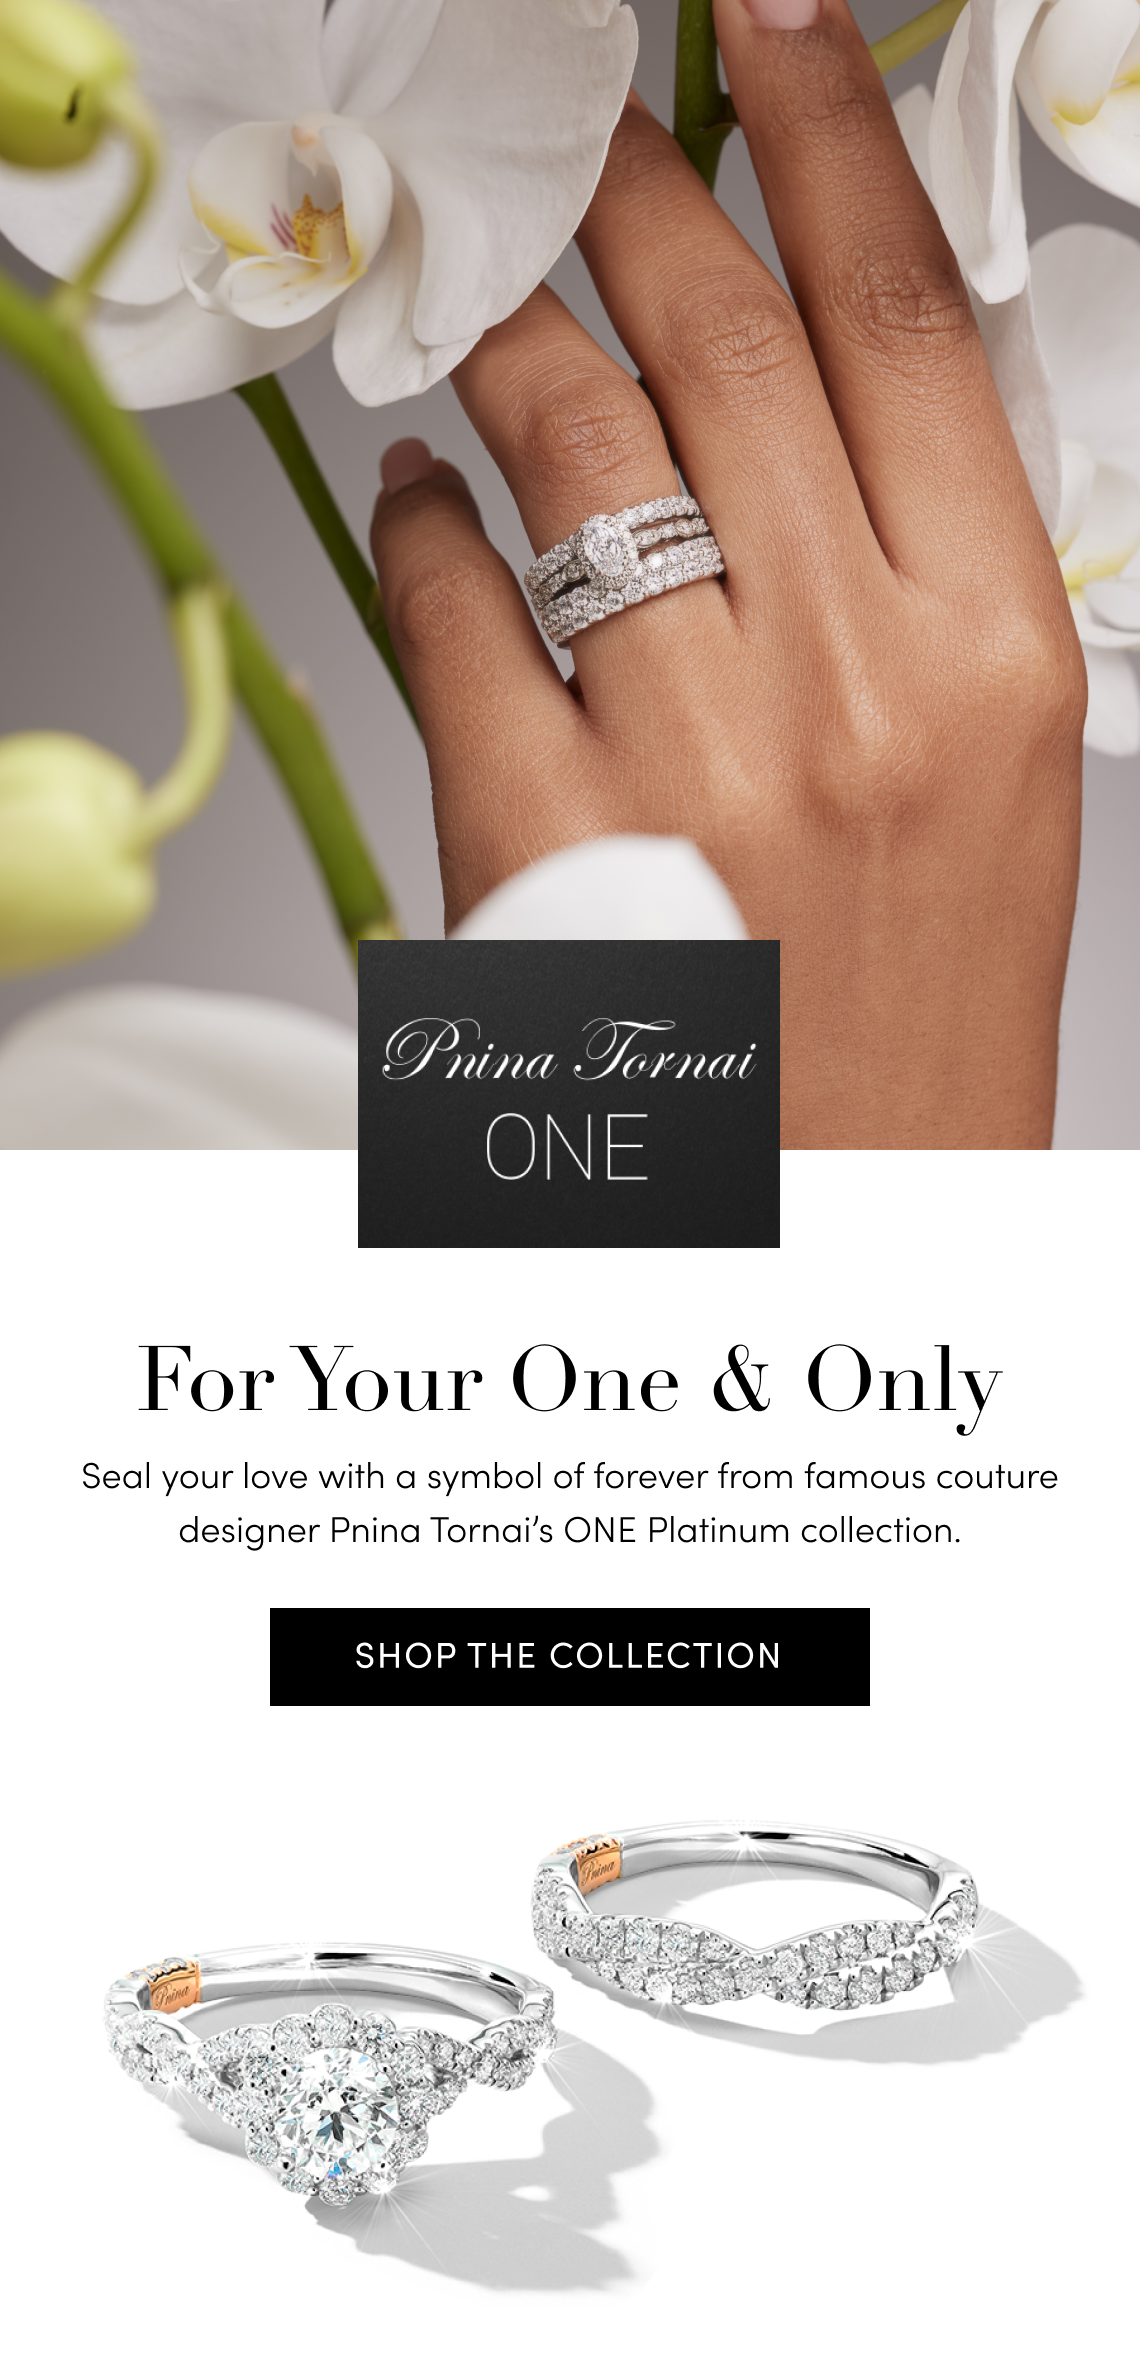 Pnina Tornai
ONE
For Your One & Only
Seal your love with a symbol of forever from famous couture
designer Pnina Tornai’s ONE Platinum collection.
SHOP THE COLLECTION
Pnina
Pnina